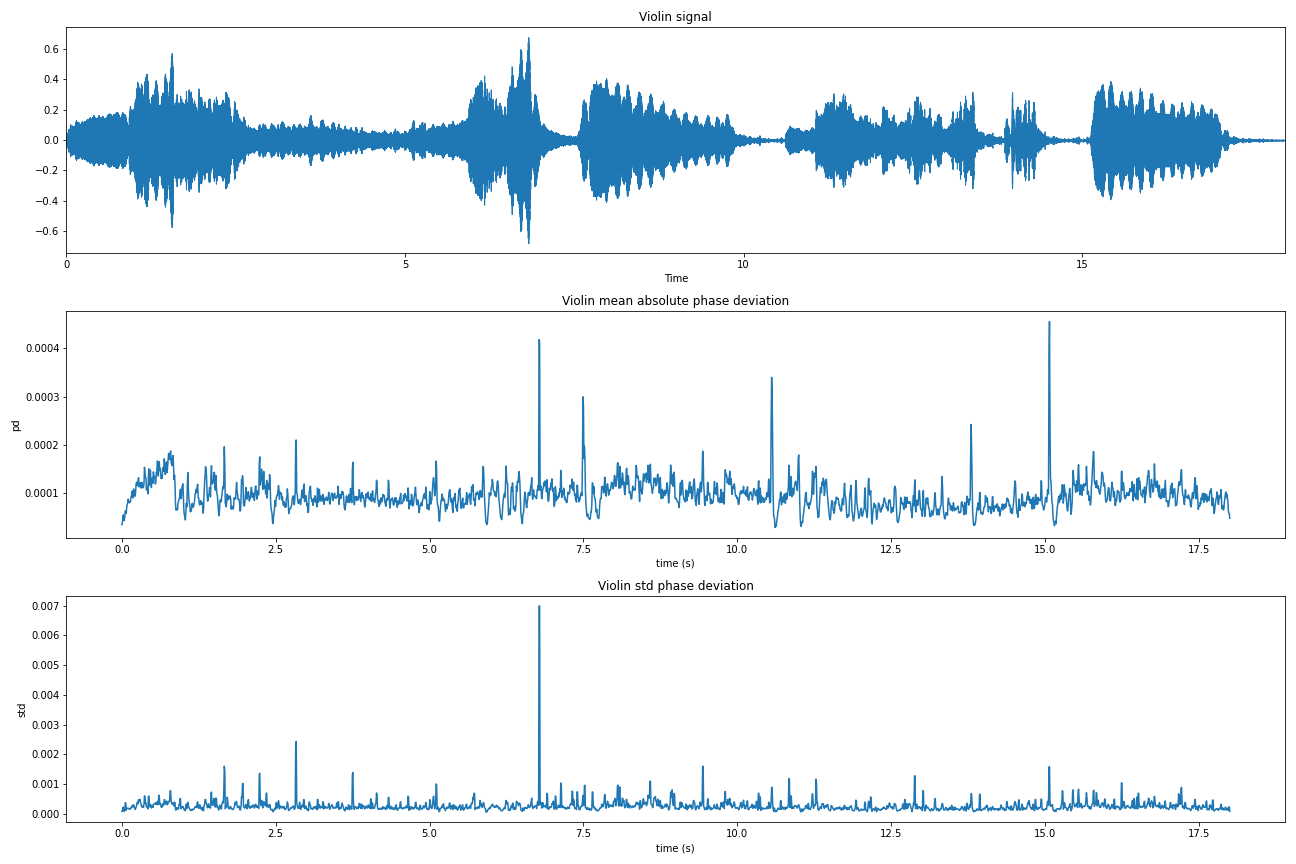 Violin signal
0.6
0.4
0.2
0.0
−0.2
−0.4
−0.6
0 5 10 15
Time
Violin mean absolute phase deviation
0.0004
0.0003
0.0002
0.0001
pd
0.0 2.5 5.0 7.5 10.0 12.5 15.0 17.5
time (s)
Violin std phase deviation
0.007
0.006
0.005
0.004
0.003
0.002
0.001
0.000
std
0.0 2.5 5.0 7.5 10.0 12.5 15.0 17.5
time (s)